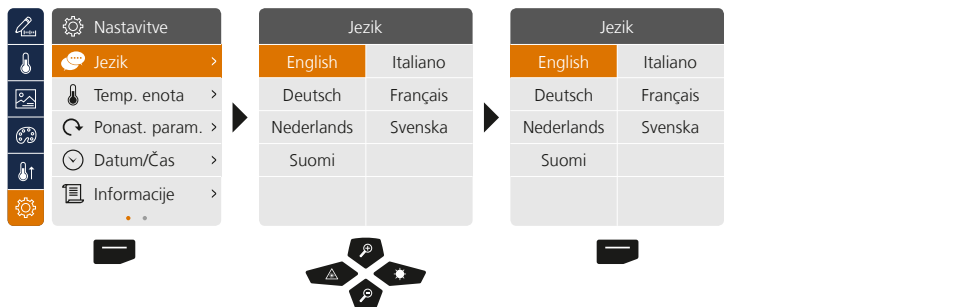 Nastavitve
Jezik
Temp. enota
Ponast. param.
Datum/Čas
Informacije
Jezik
English Italiano
Deutsch Français
Nederlands Svenska
Suomi
Jezik
English Italiano
Deutsch Français
Nederlands Svenska
Suomi